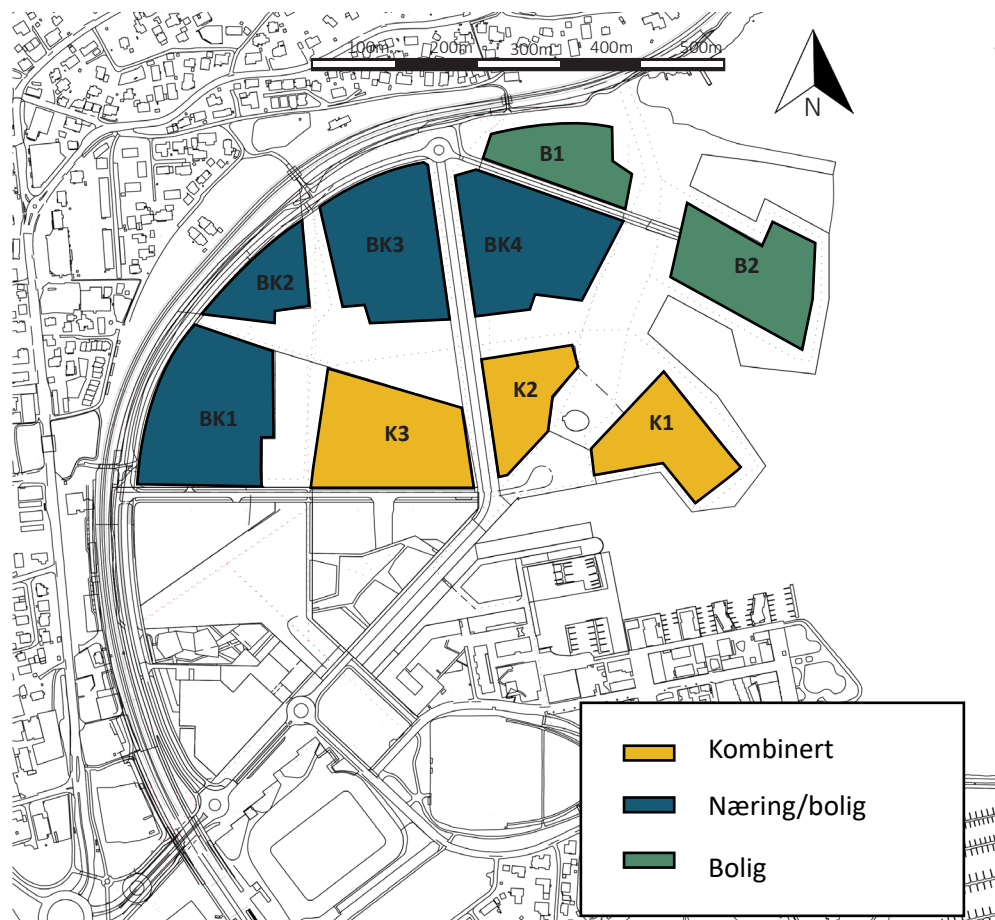 100m 200m 300m 400m 500m
N
B1
BK3
BK4
B2
BK2
K2
BK1
K3
K1
Kombinert
Næring/bolig
Bolig